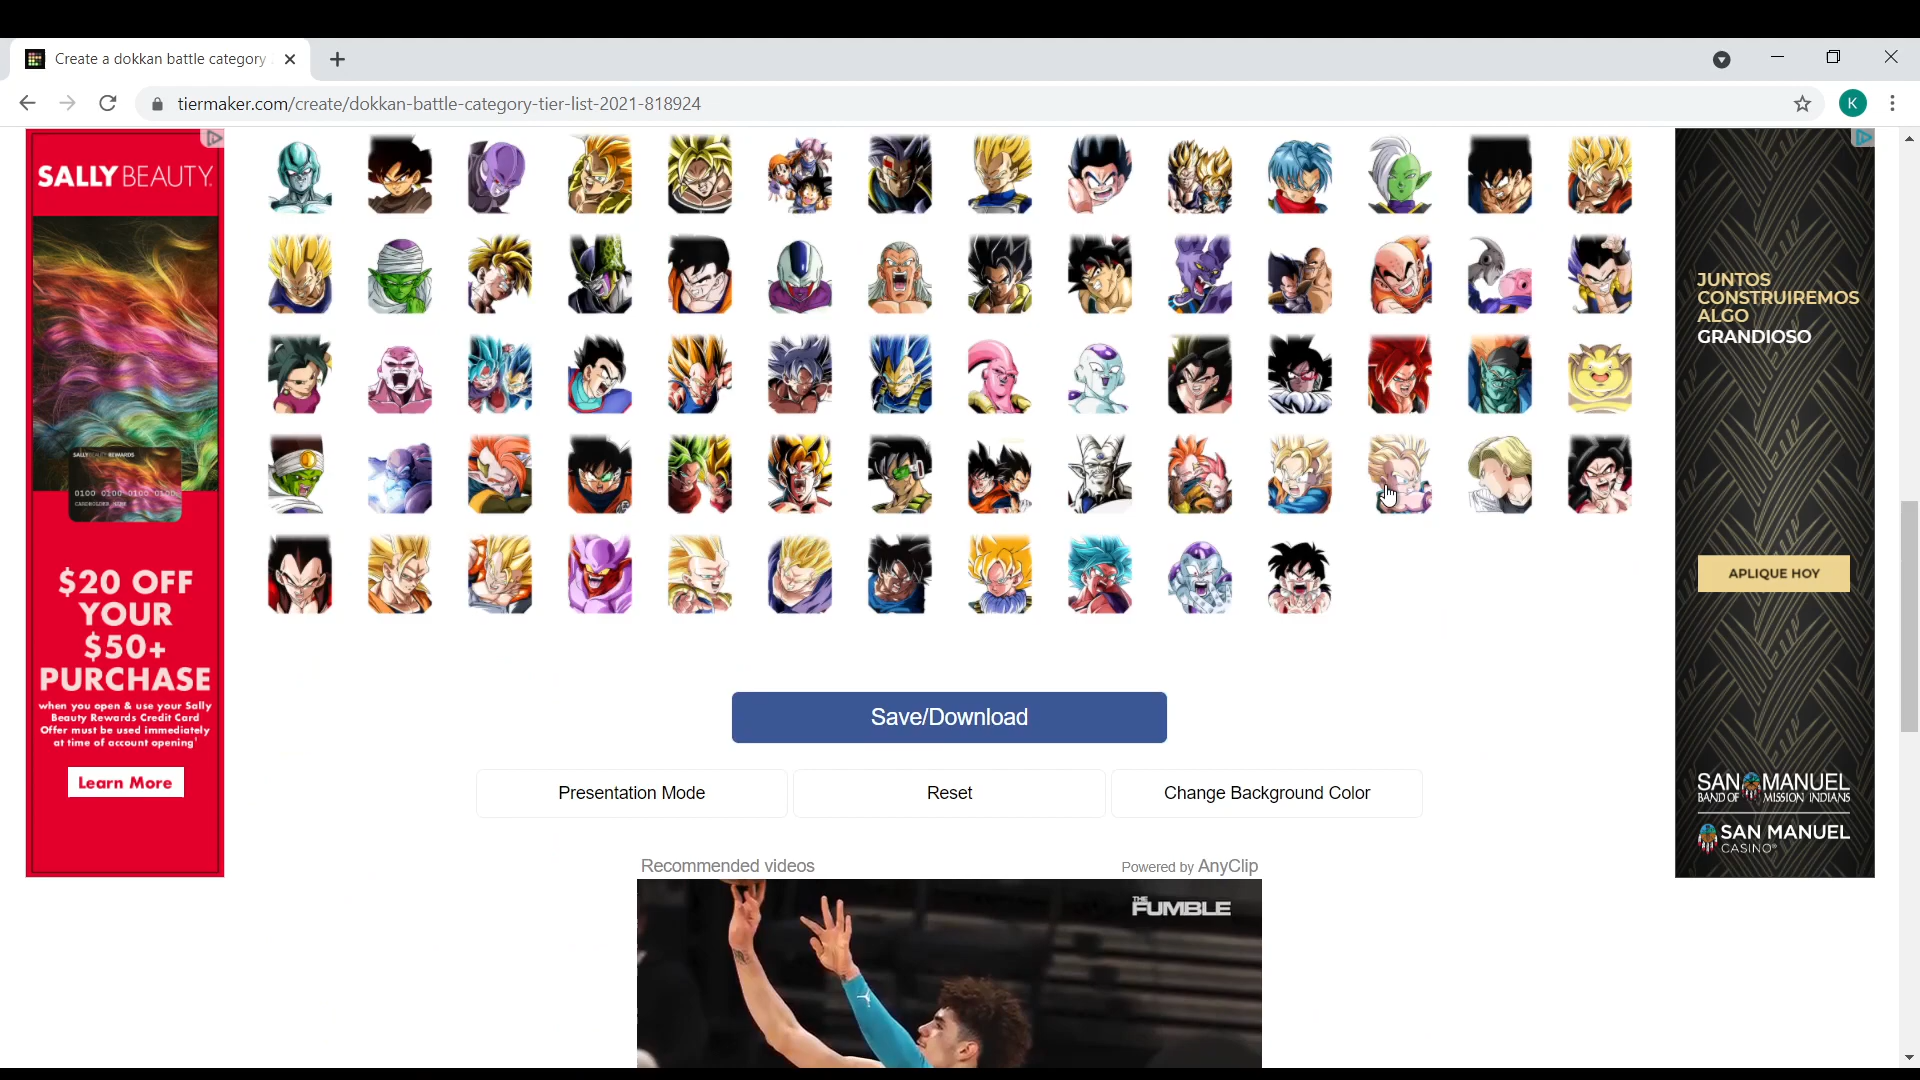 Create a dokkan battle category
tiermaker.com/create/dokkan-battle-category-tier-list-2021-818924
K
SALLY BEAUTY
SALLYBEAUTY REWARDS
$20 OFF
YOUR
$50+
PURCHASE
when you open & use your Sally
Beauty Rewards Credit Card
Offer must be used immediately
at time of account opening
Learn More
JUNTOS
CONSTRUIREMOS
ALGO
GRANDIOSO
APLIQUE HOY
SAN MANUEL
BAND OF MISSION INDIANS
SAN MANUEL
CASINO
Save/Download
Presentation Mode
Reset
Change Background Color
Recommended videos
Powered by AnyClip
THE
FUMBLE